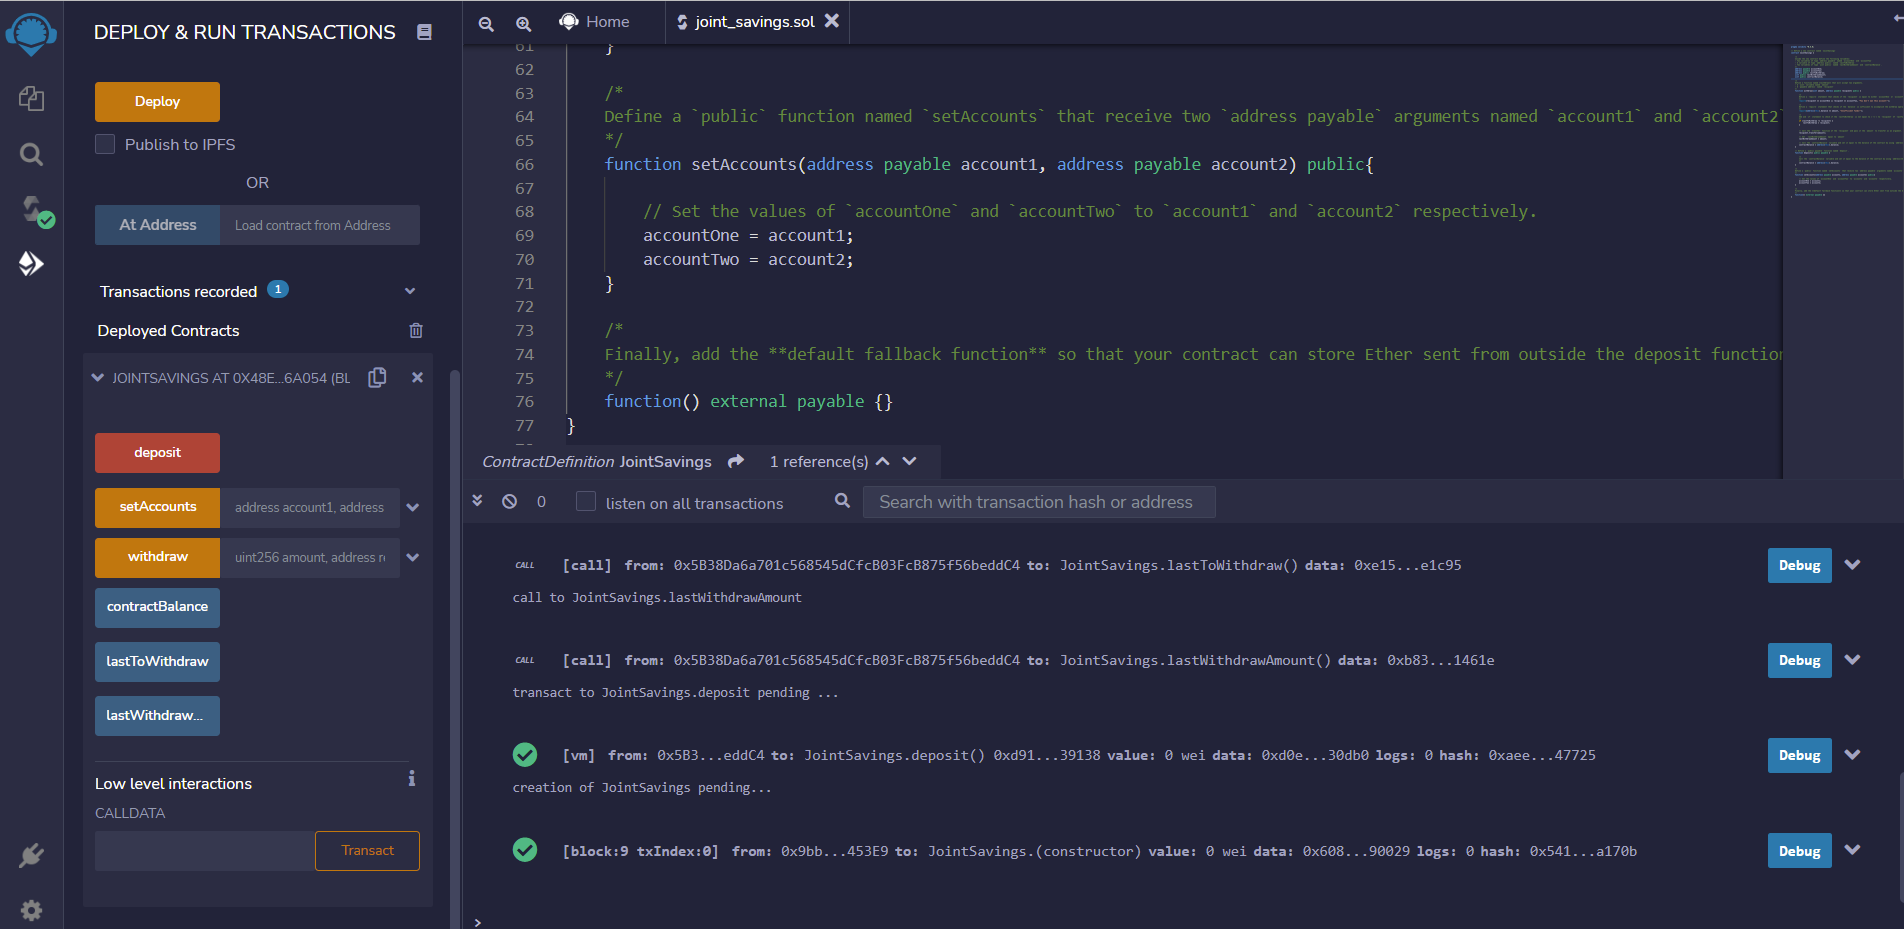 DEPLOY & RUN TRANSACTIONS
Deploy
Publish to IPFS
OR
At Address
Load contract from Address
Transactions recorded 1
Deployed Contracts
JOINTSAVINGS AT 0X48E...6A054 (BL
deposit
setAccounts
address account1, address
withdraw
uint256 amount, address re
contractBalance
lastToWithdraw
lastWithdraw...
Low level interactions
i
CALLDATA
Transact
Home
joint_savings.sol
61 }
62
63 /*
64 Define a `public` function named `setAccounts` that receive two `address payable` arguments named `account1` and `account2`
65 */
66 function setAccounts(address payable account1, address payable account2) public{
67
68 // Set the values of `accountOne` and `accountTwo` to `account1` and `account2` respectively.
69 accountOne = account1;
70 accountTwo = account2;
71 }
72
73 /*
74 Finally, add the **default fallback function** so that your contract can store Ether sent from outside the deposit function
75 */
76 function() external payable {}
77 }
ContractDefinition JointSavings 1 reference(s)
0
listen on all transactions
Search with transaction hash or address
CALL [call] from: 0x5B38Da6a701c568545dCfcB03FcB875f56beddC4 to: JointSavings.lastToWithdraw() data: 0xe15...e1c95
Debug
call to JointSavings.lastWithdrawAmount
CALL [call] from: 0x5B38Da6a701c568545dCfcB03FcB875f56beddC4 to: JointSavings.lastWithdrawAmount() data: 0xb83...1461e
Debug
transact to JointSavings.deposit pending ...
[vm] from: 0x5B3...eddC4 to: JointSavings.deposit() 0xd91...39138 value: 0 wei data: 0xd0e...30db0 logs: 0 hash: 0xaee...47725
Debug
creation of JointSavings pending...
[block:9 txIndex:0] from: 0x9bb...453E9 to: JointSavings.(constructor) value: 0 wei data: 0x608...90029 logs: 0 hash: 0x541...a170b
Debug
>